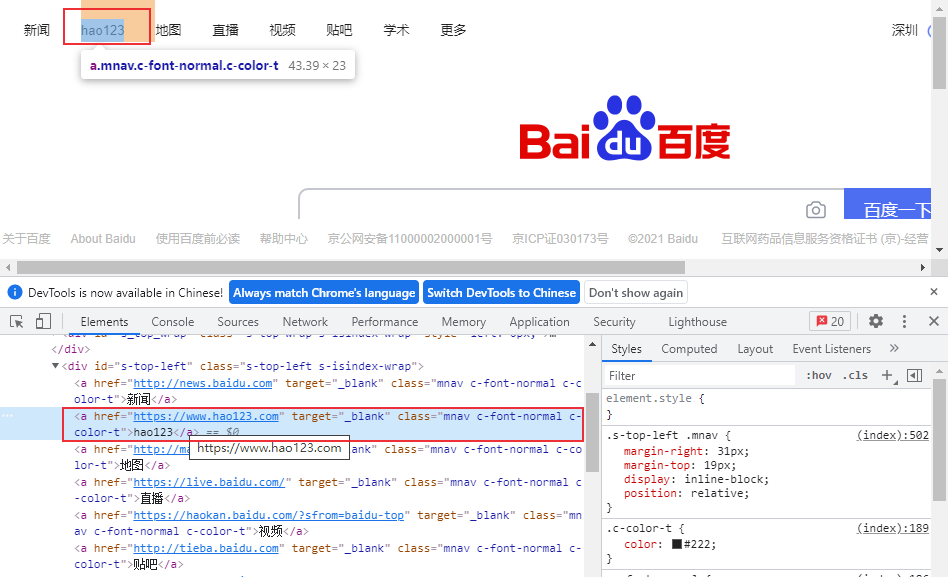 新闻 hao123 地图 直播 视频 贴吧 学术 更多 深圳
a.mnav.c-font-normal.c-color-t 43.39 × 23
Bai du 百度
百度一下
关于百度 About Baidu 使用百度前必读 帮助中心 京公网安备11000002000001号 京ICP证030173号 ©2021 Baidu 互联网药品信息服务资格证书 (京)-经营
DevTools is now available in Chinese! Always match Chrome's language Switch DevTools to Chinese Don't show again
Elements Console Sources Network Performance Memory Application Security Lighthouse 20
</div>
<div id="s-top-left" class="s-top-left s-isindex-wrap">
<a href="http://news.baidu.com" target="_blank" class="mnav c-font-normal c-c
olor-t">新闻</a>
<a href="https://www.hao123.com" target="_blank" class="mnav c-font-normal c-
color-t">hao123</a> == $0
https://www.hao123.com
<a href="http://ma ank" class="mnav c-font-normal c-co
lor-t">地图</a>
<a href="https://live.baidu.com/" target="_blank" class="mnav c-font-normal c
-color-t">直播</a>
<a href="https://haokan.baidu.com/?sfrom=baidu-top" target="_blank" class="mn
av c-font-normal c-color-t">视频</a>
<a href="http://tieba.baidu.com" target="_blank" class="mnav c-font-normal c-
color-t">贴吧</a>
Styles Computed Layout Event Listeners »
Filter :hov .cls +
element.style {
}
.s-top-left .mnav { (index):502
margin-right: 31px;
margin-top: 19px;
display: inline-block;
position: relative;
}
.c-color-t { (index):189
color: #222;
}